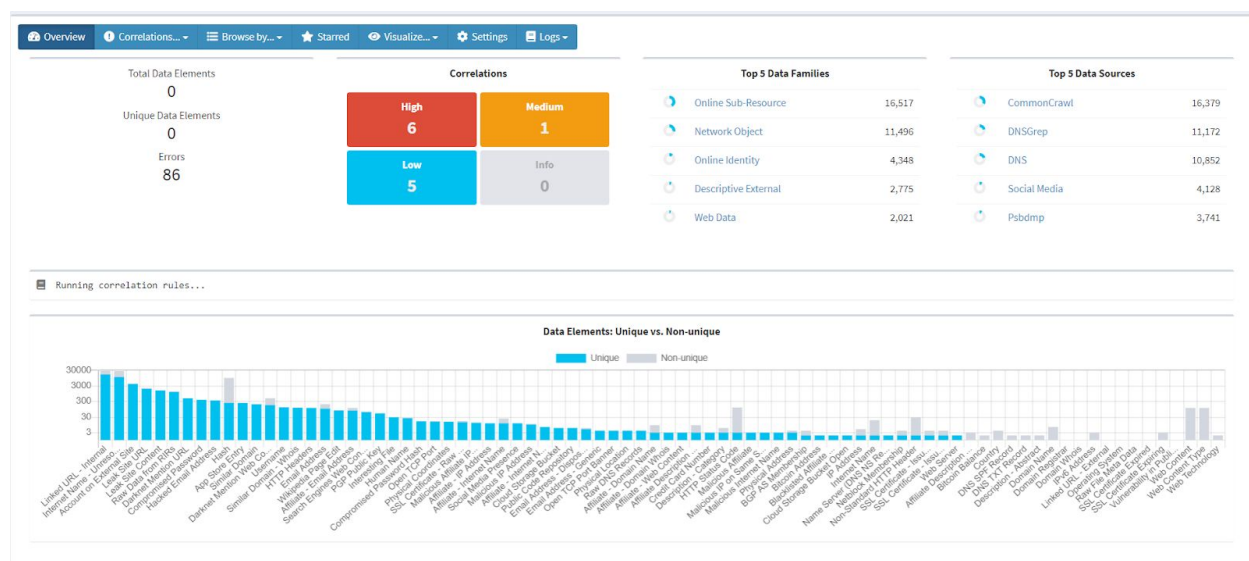 Overview Correlations... Browse by... Starred Visualize... Settings Logs
Total Data Elements
0
Unique Data Elements
0
Errors
86
Correlations
High
6
Medium
1
Low
5
Info
0
Top 5 Data Families
Online Sub-Resource 16,517
Network Object 11,496
Online Identity 4,348
Descriptive External 2,775
Web Data 2,021
Top 5 Data Sources
CommonCrawl 16,379
DNSGrep 11,172
DNS 10,852
Social Media 4,128
Psbdmp 3,741
Running correlation rules...
Data Elements: Unique vs. Non-unique
Unique Non-unique
30000
3000
300
30
3
Linked URL - Internal
Internet Name - Unreso...
Account on External Site
Leak Site URL
Leak Site Content
Raw Data from RIRs
Darknet Mention URL
Compromised Password
Hacked Email Address
Hash
App Store Entry
Similar Domain
Darknet Mention Web Co...
Username
Similar Domain - Whois
HTTP Headers
Email Address
Wikipedia Page Edit
Affiliate - Email Address
Search Engines Web Con...
PGP Public Key
Interesting File
Human Name
Compromised Password Hash
Open TCP Port
Physical Coordinates
SSL Certificate - Raw ...
Malicious Affiliate IP...
Affiliate - IP Address
Affiliate - Internet Name
Social Media Presence
Malicious IP Address
Affiliate - Internet N...
Cloud Storage Bucket
Public Code Repository
Email Address - Dispos...
Email Address - Generic
Open TCP Port Banner
Physical Location
Raw DNS Records
Affiliate - Domain Name
Affiliate - Domain Whois
Affiliate - Web Content
Affiliate Description ...
Credit Card Number
Description - Category
HTTP Status Code
Malicious Affiliate
Malicious IP on Same S...
Malicious Internet Name
Physical Address
BGP AS Membership
Blacklisted Affiliate ...
Cloud Storage Bucket Open
IP Address
Internet Name
Name Server (DNS NS Re...
Netblock Membership
Non-Standard HTTP Header
SSL Certificate - Issu...
SSL Certificate - Issu...
Web Server
Affiliate Description ...
Bitcoin Balance
Country
DNS SPF Record
DNS TXT Record
Description - Abstract
Domain Name
Domain Registrar
Domain Whois
IPv6 Address
Linked URL - External
Operating System
Raw File Meta Data
SSL Certificate Expired
SSL Certificate Expiring
Vulnerability in Publi...
Web Content
Web Content Type
Web Technology